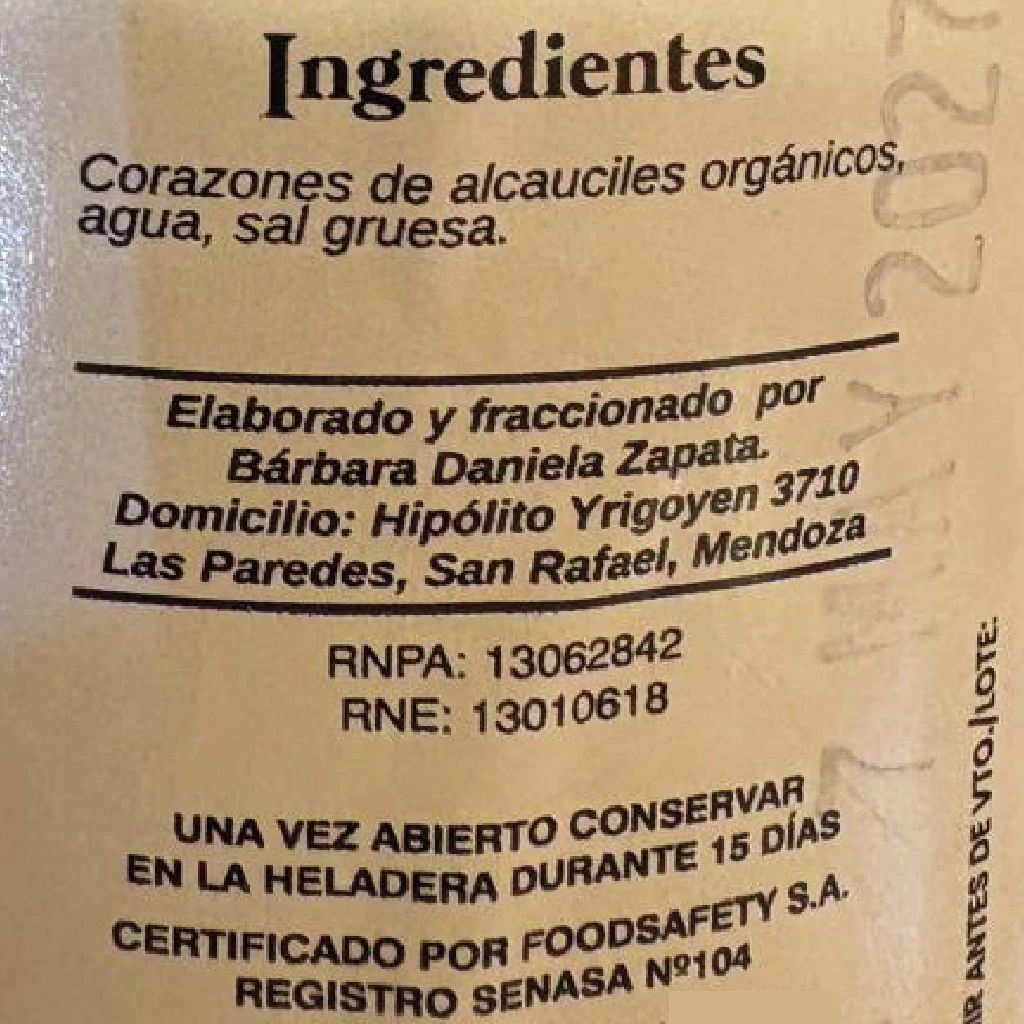 Ingredientes
Corazones de alcauciles orgánicos,
agua, sal gruesa.
Elaborado y fraccionado por
Bárbara Daniela Zapata.
Domicilio: Hipólito Yrigoyen 3710
Las Paredes, San Rafael, Mendoza
RNPA: 13062842
RNE: 13010618
UNA VEZ ABIERTO CONSERVAR
EN LA HELADERA DURANTE 15 DÍAS
CERTIFICADO POR FOODSAFETY S.A.
REGISTRO SENASA Nº104
ANTES DE VTO./LOTE:
MAY 2027